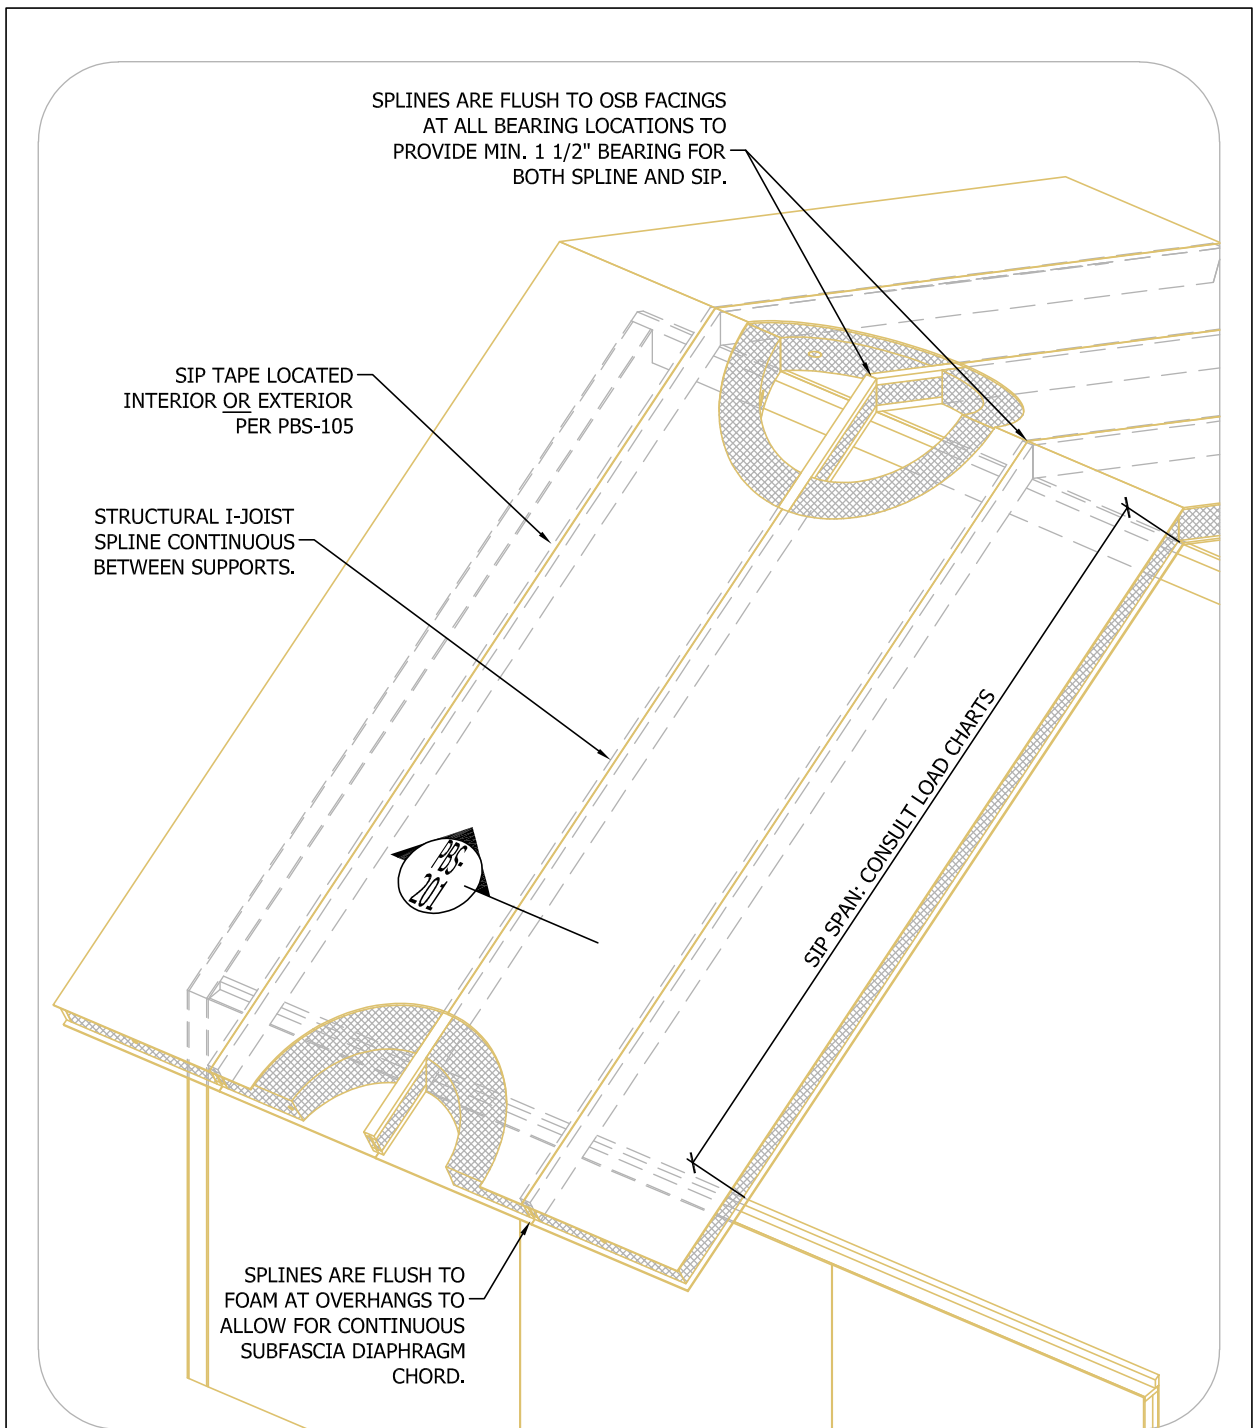 SPLINES ARE FLUSH TO OSB FACINGS
AT ALL BEARING LOCATIONS TO
PROVIDE MIN. 1 1/2" BEARING FOR
BOTH SPLINE AND SIP.
SIP TAPE LOCATED
INTERIOR OR EXTERIOR
PER PBS-105
STRUCTURAL I-JOIST
SPLINE CONTINUOUS
BETWEEN SUPPORTS.
SIP SPAN: CONSULT LOAD CHARTS
PBS-
201
SPLINES ARE FLUSH TO
FOAM AT OVERHANGS TO
ALLOW FOR CONTINUOUS
SUBFASCIA DIAPHRAGM
CHORD.